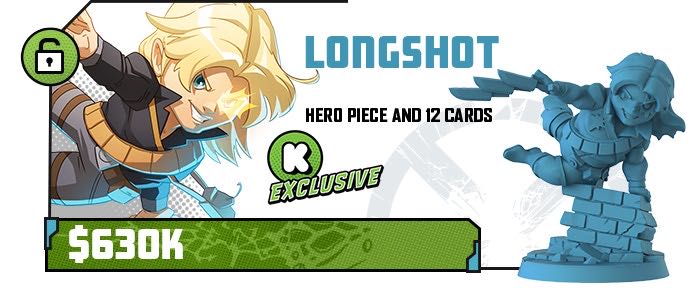 LONGSHOT
HERO PIECE AND 12 CARDS
K
EXCLUSIVE
$630K